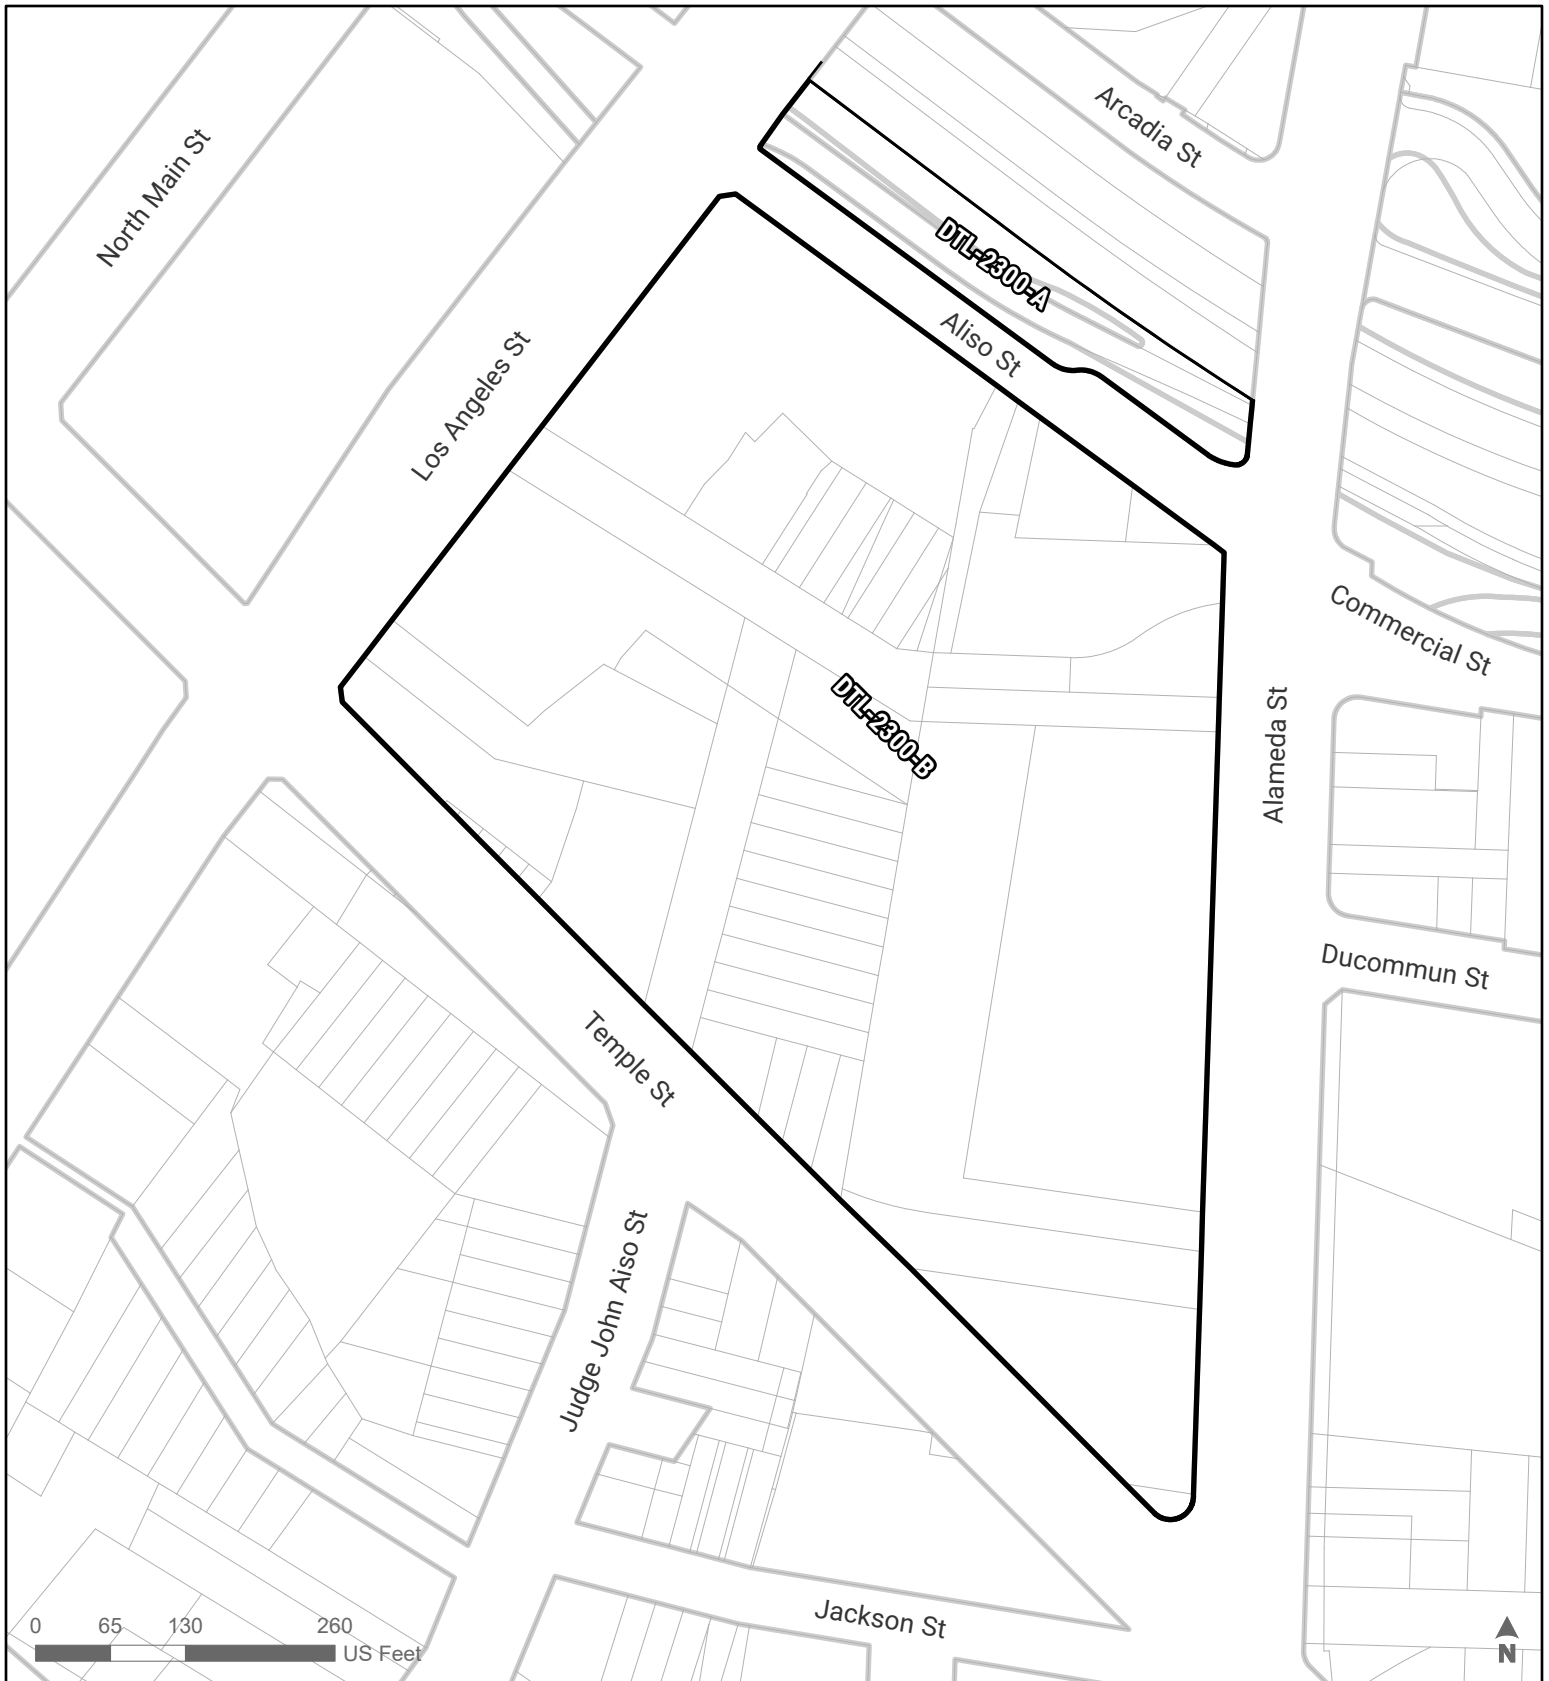 Arcadia St
North Main St
DTL-2300-A
Aliso St
Los Angeles St
Commercial St
DTL-2300-B
Alameda St
Ducommun St
Temple St
Judge John Aiso St
Jackson St
0 65 130 260
US Feet
N